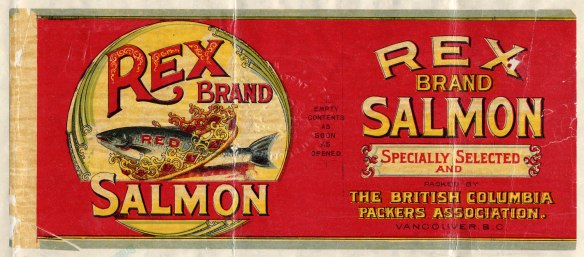 REX
BRAND
RED
SALMON
EMPTY
CONTENTS
AS
SOON
AS
OPENED
REX
BRAND
SALMON
SPECIALLY SELECTED
AND
PACKED BY
THE BRITISH COLUMBIA
PACKERS ASSOCIATION.
VANCOUVER, B.C.